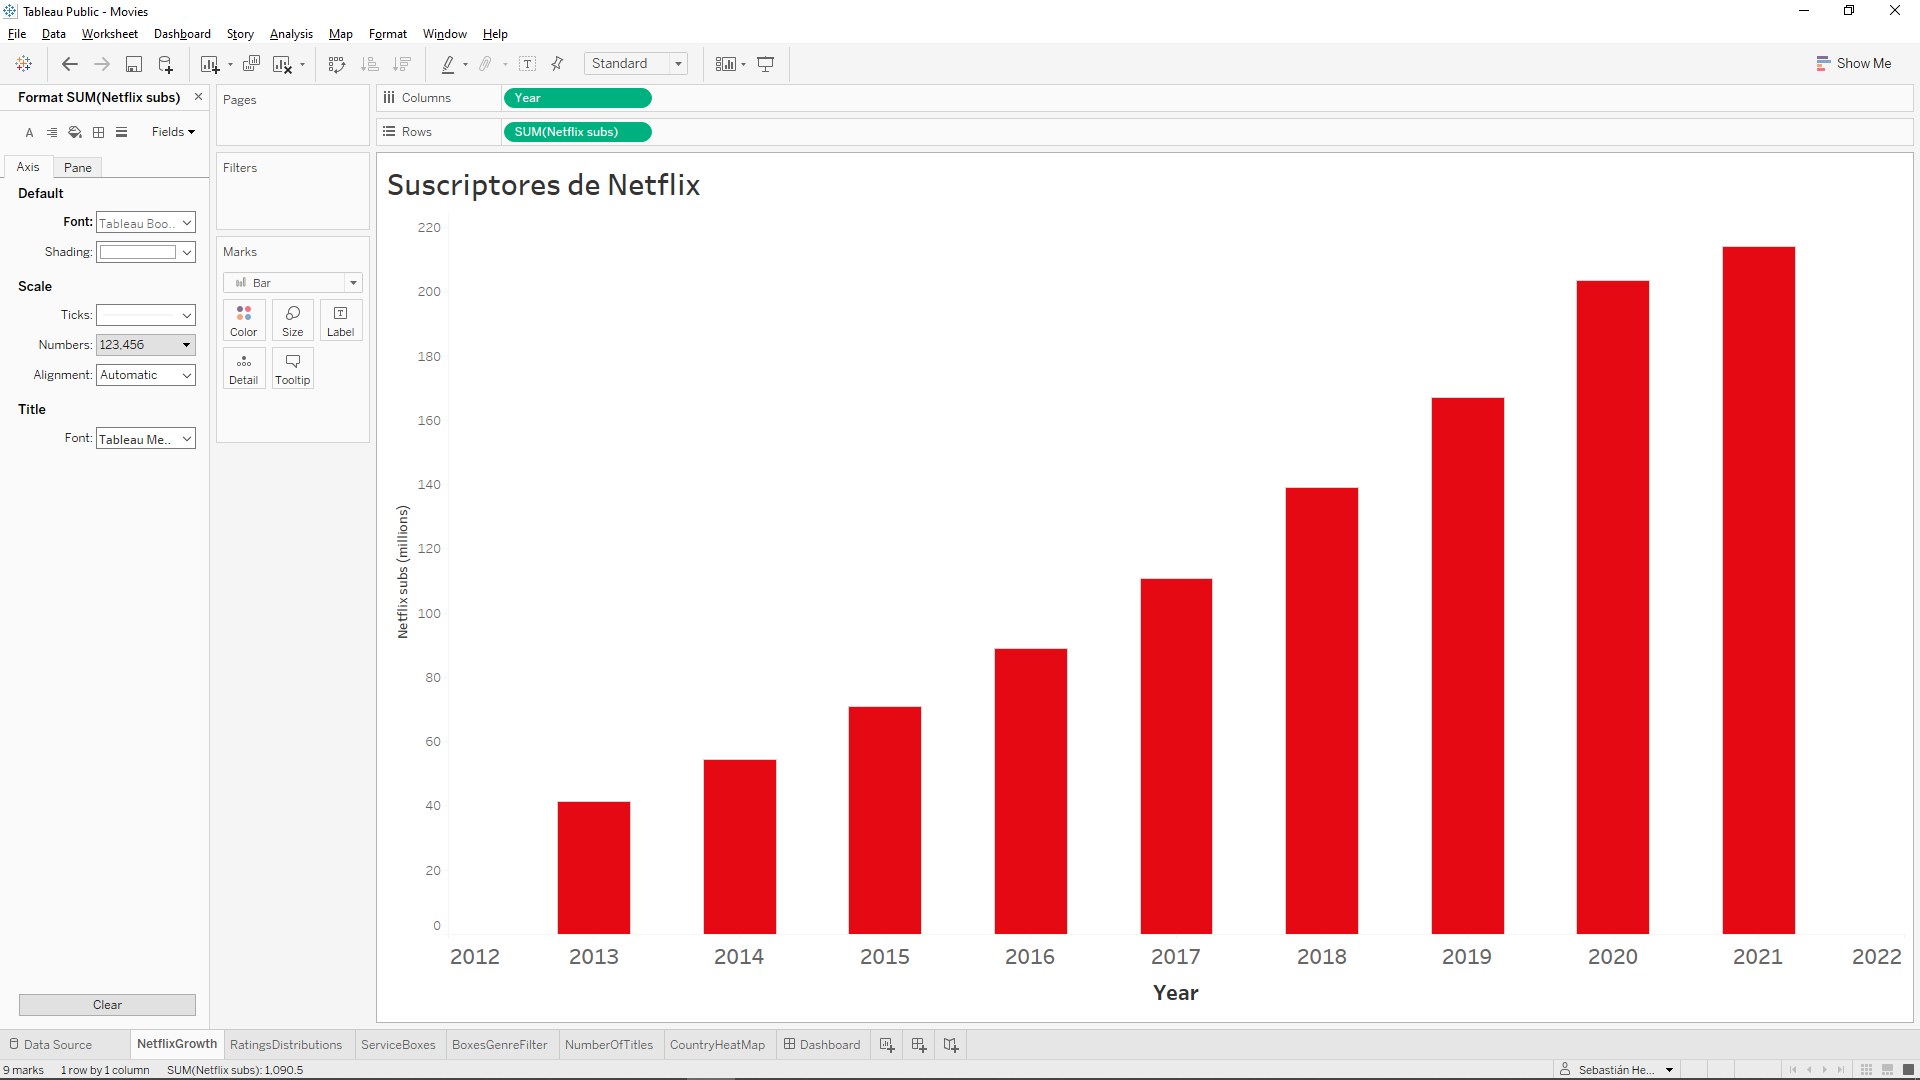 Tableau Public - Movies
File Data Worksheet Dashboard Story Analysis Map Format Window Help
Standard
Show Me
Format SUM(Netflix subs)
Fields
Axis Pane
Default
Font: Tableau Boo..
Shading:
Scale
Ticks:
Numbers: 123,456
Alignment: Automatic
Title
Font: Tableau Me..
Clear
Pages
Filters
Marks
Bar
Color Size Label
Detail Tooltip
Columns Year
Rows SUM(Netflix subs)
Suscriptores de Netflix
220
200
180
160
140
120
100
80
60
40
20
0
Netflix subs (millions)
2012 2013 2014 2015 2016 2017 2018 2019 2020 2021 2022
Year
Data Source NetflixGrowth RatingsDistributions ServiceBoxes BoxesGenreFilter NumberOfTitles CountryHeatMap Dashboard
9 marks 1 row by 1 column SUM(Netflix subs): 1,090.5 Sebastián He...